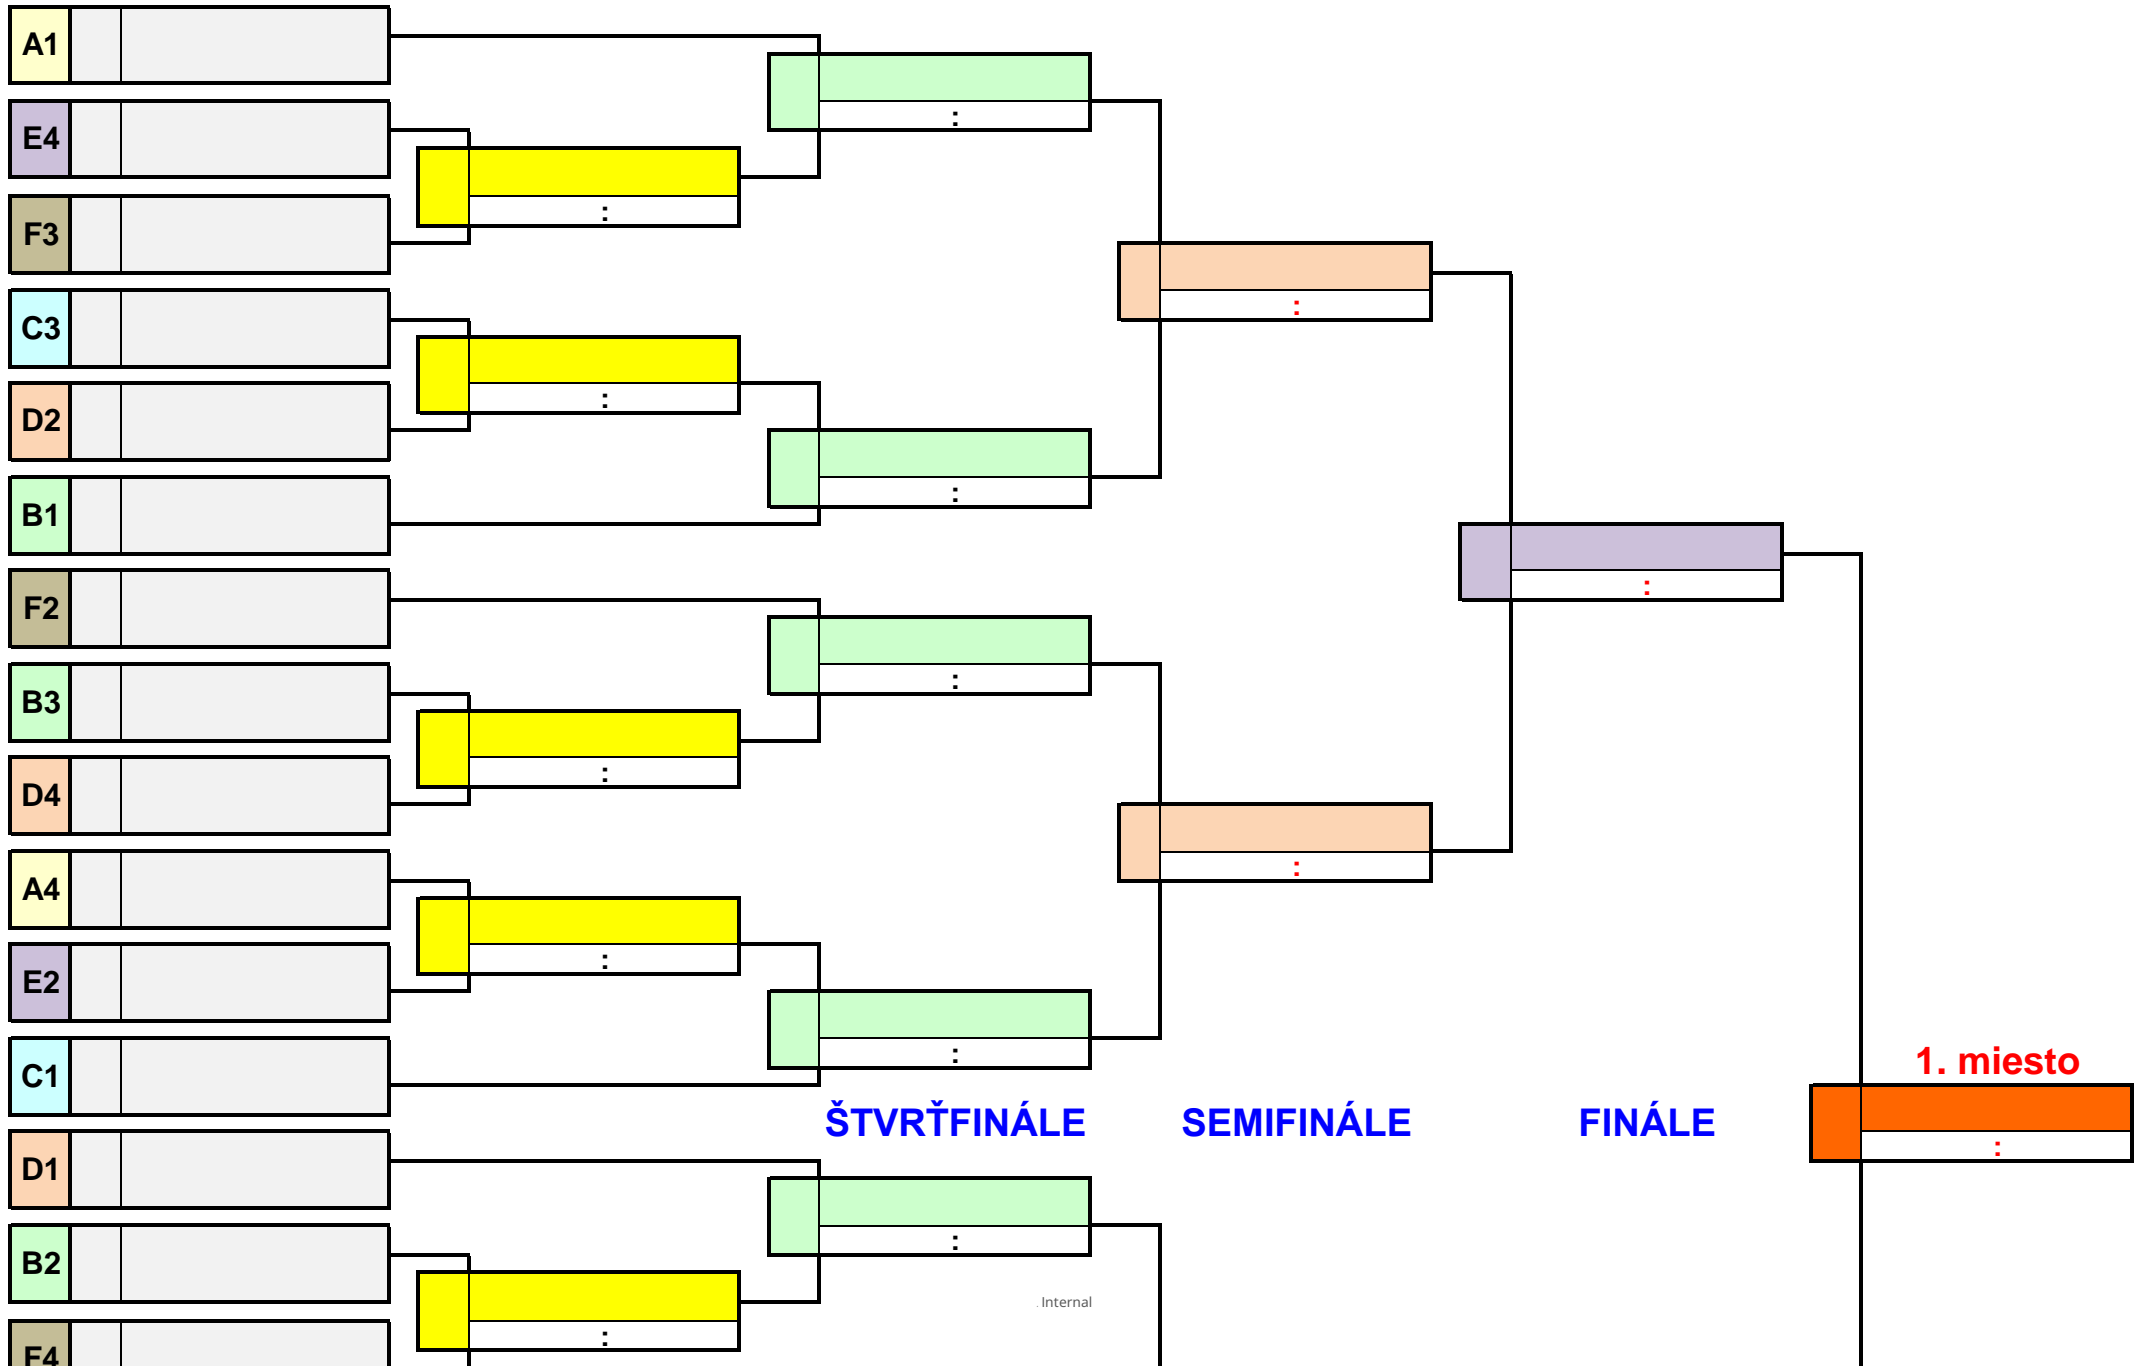 A1
:
E4
:
F3
C3
:
:
D2
:
B1
:
F2
:
B3
:
D4
:
A4
:
E2
:
C1
1. miesto
ŠTVRŤFINÁLE SEMIFINÁLE FINÁLE
:
D1
:
B2
Internal
:
F4